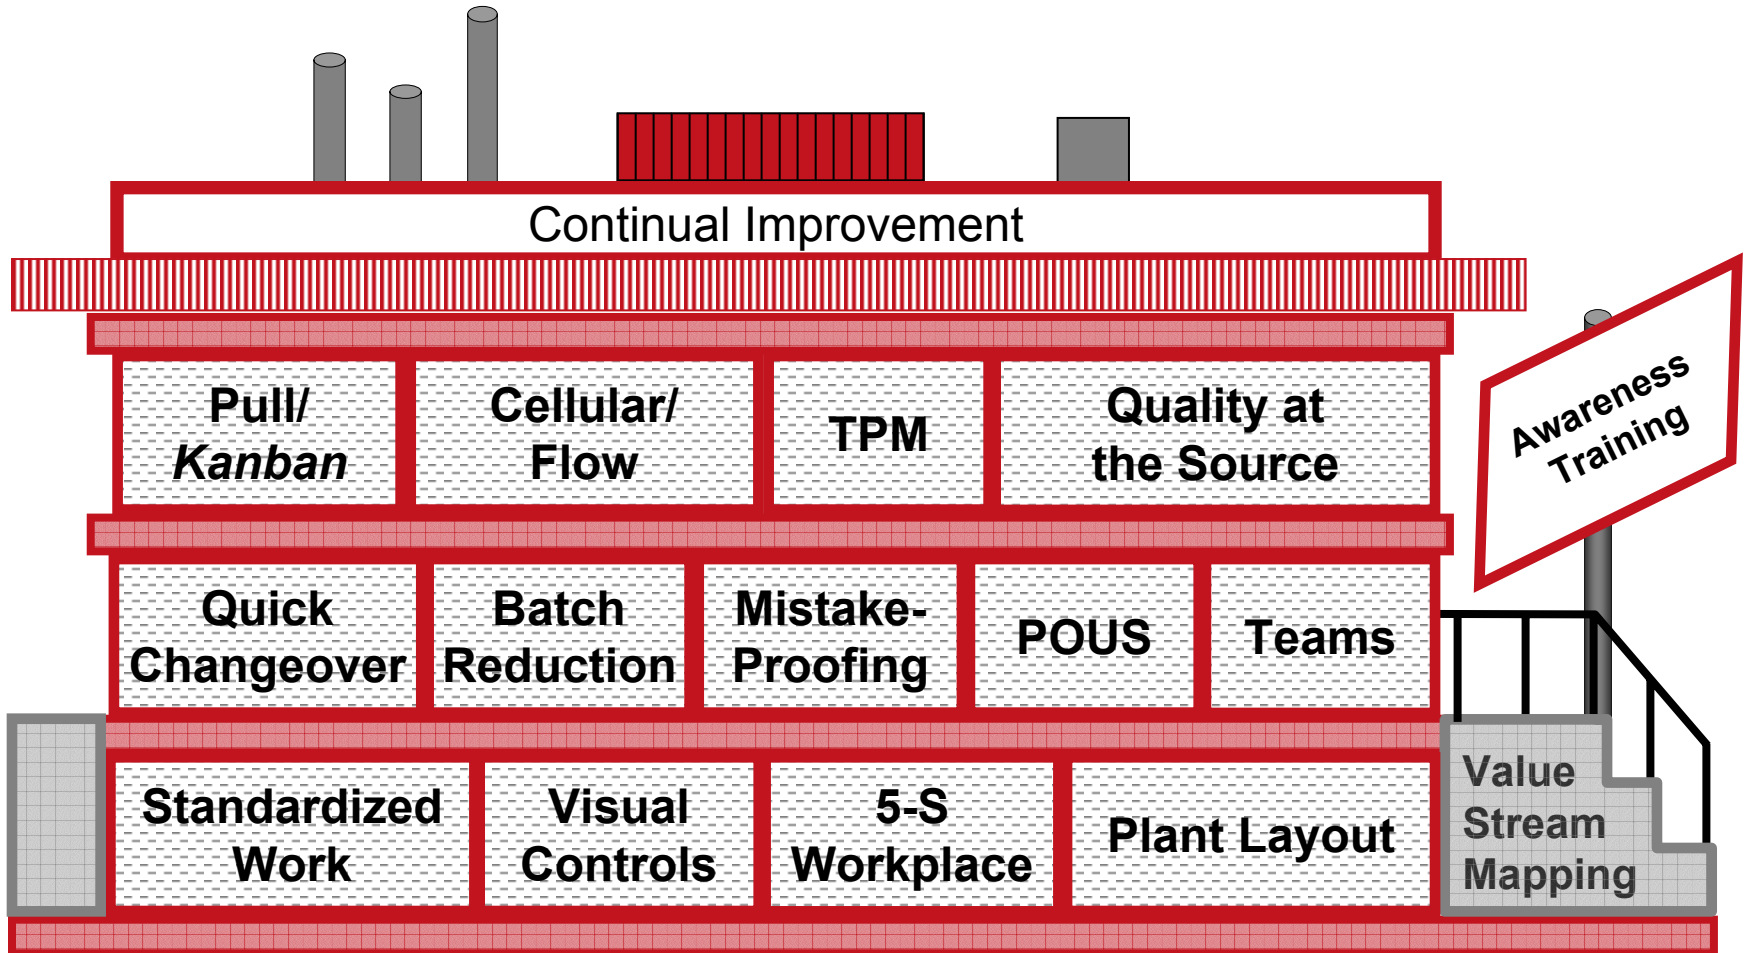 Continual Improvement
Pull/
Kanban
Cellular/
Flow
TPM
Quality at
the Source
Awareness
Training
Quick
Changeover
Batch
Reduction
Mistake-
Proofing
POUS
Teams
Standardized
Work
Visual
Controls
5-S
Workplace
Plant Layout
Value
Stream
Mapping